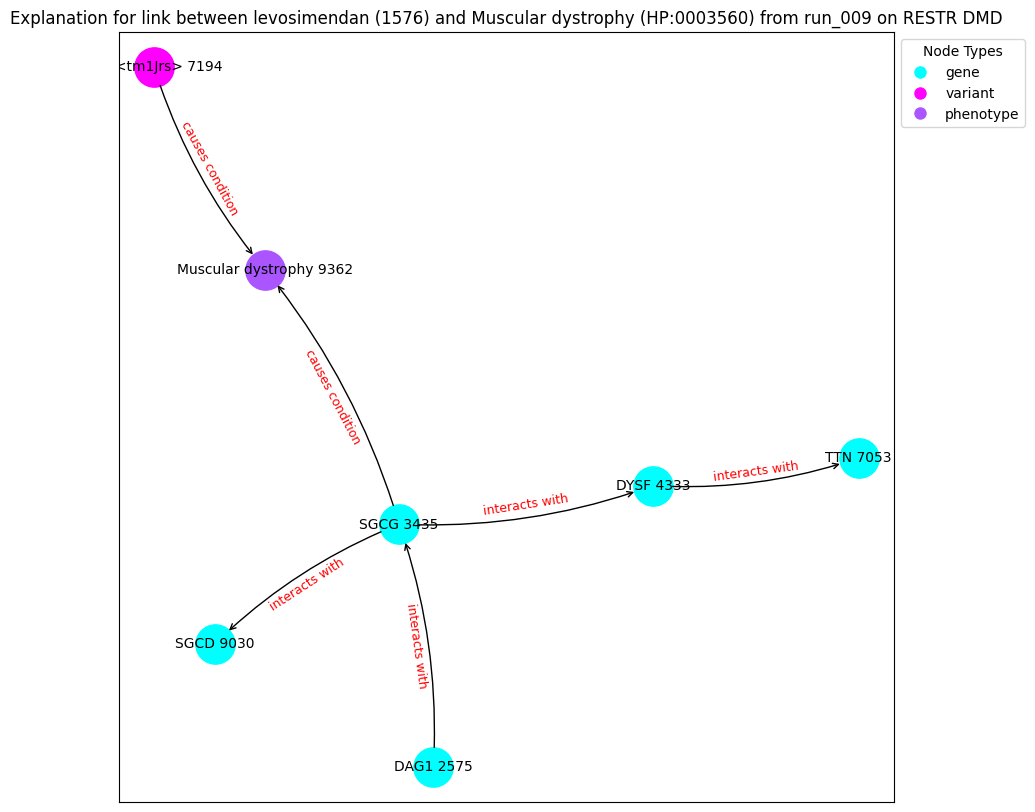 Explanation for link between levosimendan (1576) and Muscular dystrophy (HP:0003560) from run_009 on RESTR DMD
Node Types
gene
variant
phenotype
<tm1Jrs> 7194
causes condition
Muscular dystrophy 9362
causes condition
TTN 7053
interacts with
DYSF 4333
interacts with
SGCG 3435
interacts with
SGCD 9030
interacts with
DAG1 2575